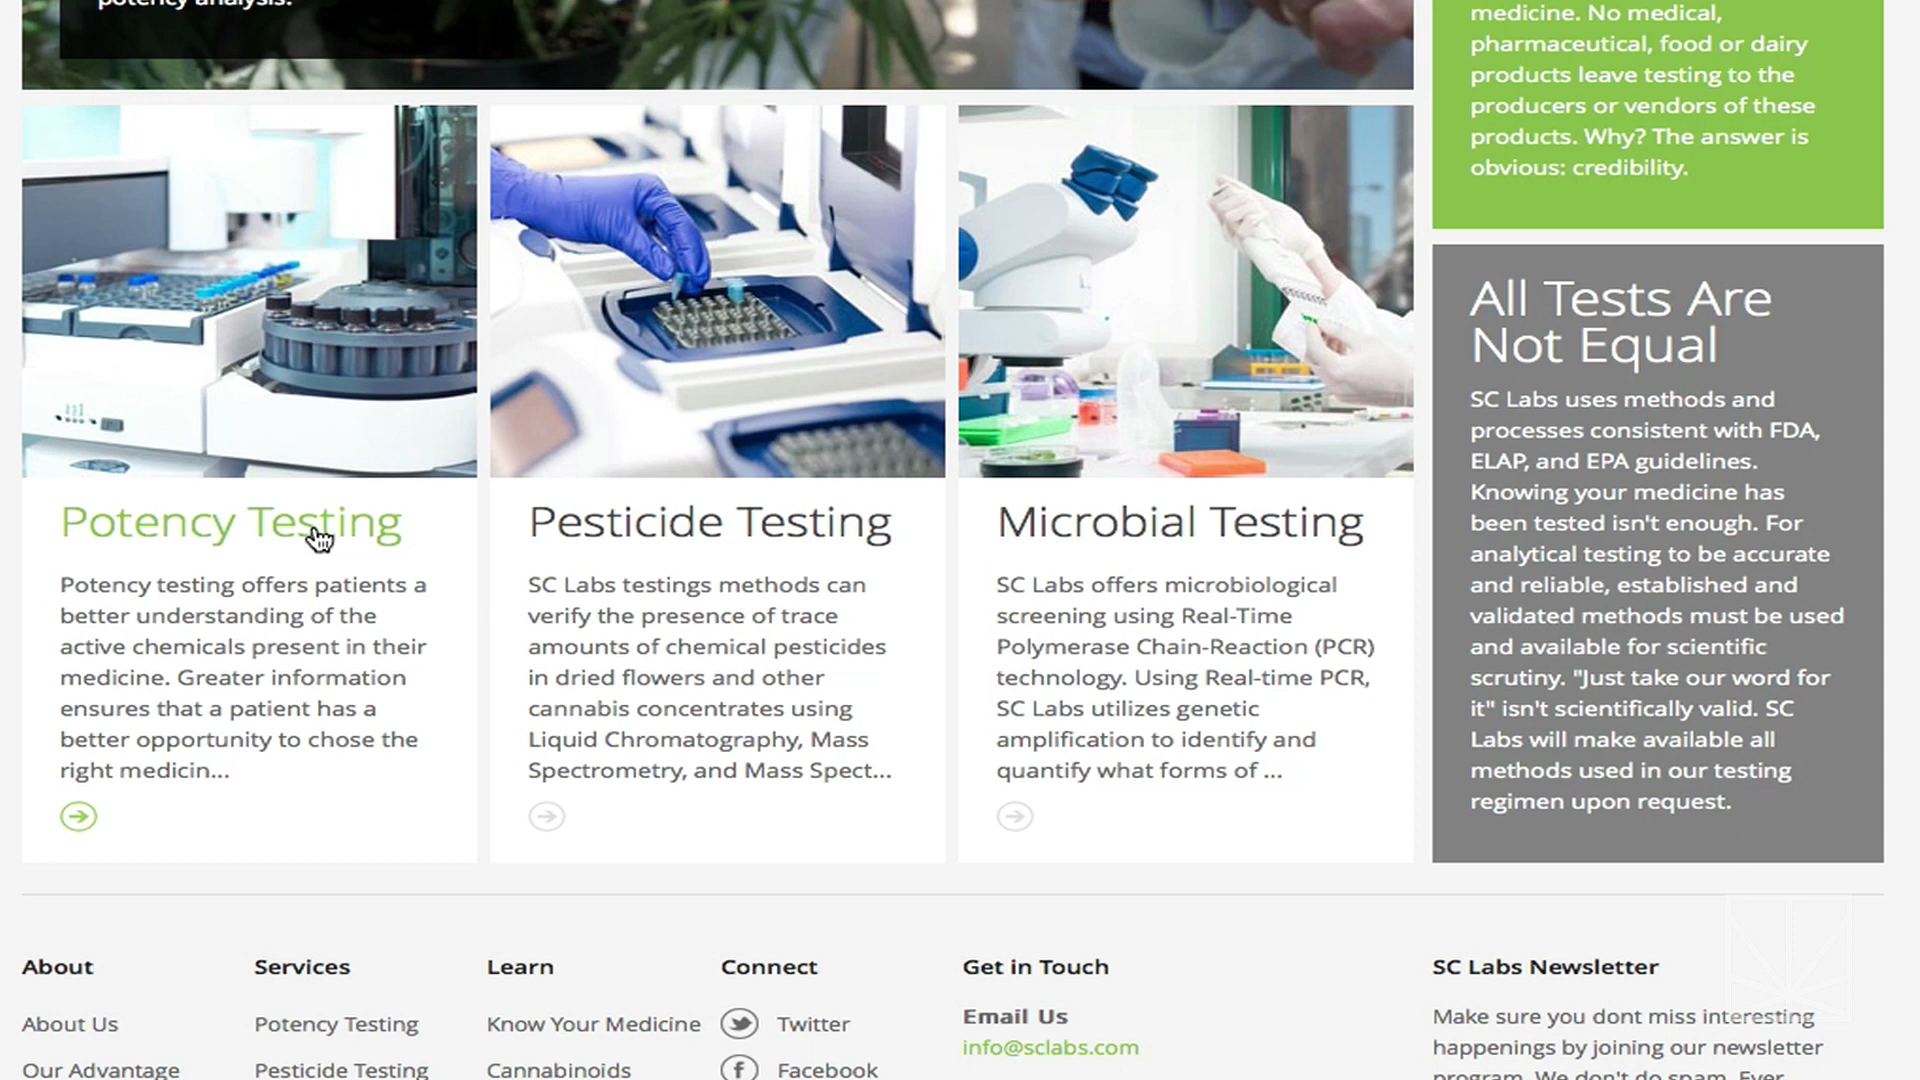 potency analysis.
medicine. No medical,
pharmaceutical, food or dairy
products leave testing to the
producers or vendors of these
products. Why? The answer is
obvious: credibility.
Potency Testing
Potency testing offers patients a
better understanding of the
active chemicals present in their
medicine. Greater information
ensures that a patient has a
better opportunity to chose the
right medicin...
Pesticide Testing
SC Labs testings methods can
verify the presence of trace
amounts of chemical pesticides
in dried flowers and other
cannabis concentrates using
Liquid Chromatography, Mass
Spectrometry, and Mass Spect...
Microbial Testing
SC Labs offers microbiological
screening using Real-Time
Polymerase Chain-Reaction (PCR)
technology. Using Real-time PCR,
SC Labs utilizes genetic
amplification to identify and
quantify what forms of ...
All Tests Are
Not Equal
SC Labs uses methods and
processes consistent with FDA,
ELAP, and EPA guidelines.
Knowing your medicine has
been tested isn't enough. For
analytical testing to be accurate
and reliable, established and
validated methods must be used
and available for scientific
scrutiny. "Just take our word for
it" isn't scientifically valid. SC
Labs will make available all
methods used in our testing
regimen upon request.
About
About Us
Our Advantage
Services
Potency Testing
Pesticide Testing
Learn
Know Your Medicine
Cannabinoids
Connect
Twitter
Facebook
Get in Touch
Email Us
info@sclabs.com
SC Labs Newsletter
Make sure you dont miss interesting
happenings by joining our newsletter
program. We don't do spam. Ever.